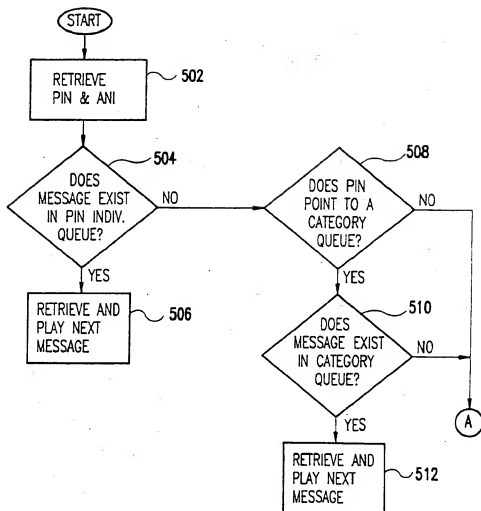 START
RETRIEVE
PIN & ANI
502
DOES
MESSAGE EXIST
IN PIN INDIV.
QUEUE?
504
NO
YES
RETRIEVE AND
PLAY NEXT
MESSAGE
506
DOES PIN
POINT TO A
CATEGORY
QUEUE?
508
NO
YES
DOES
MESSAGE EXIST
IN CATEGORY
QUEUE?
510
NO
YES
A
RETRIEVE AND
PLAY NEXT
MESSAGE
512